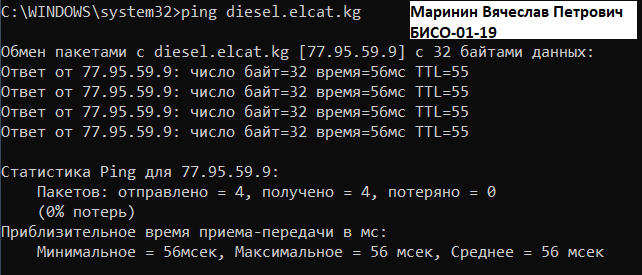 C:\WINDOWS\system32>ping diesel.elcat.kg
Маринин Вячеслав Петрович
БИСО-01-19
Обмен пакетами с diesel.elcat.kg [77.95.59.9] с 32 байтами данных:
Ответ от 77.95.59.9: число байт=32 время=56мс TTL=55
Ответ от 77.95.59.9: число байт=32 время=56мс TTL=55
Ответ от 77.95.59.9: число байт=32 время=56мс TTL=55
Ответ от 77.95.59.9: число байт=32 время=56мс TTL=55
Статистика Ping для 77.95.59.9:
Пакетов: отправлено = 4, получено = 4, потеряно = 0
(0% потерь)
Приблизительное время приема-передачи в мс:
Минимальное = 56мсек, Максимальное = 56 мсек, Среднее = 56 мсек